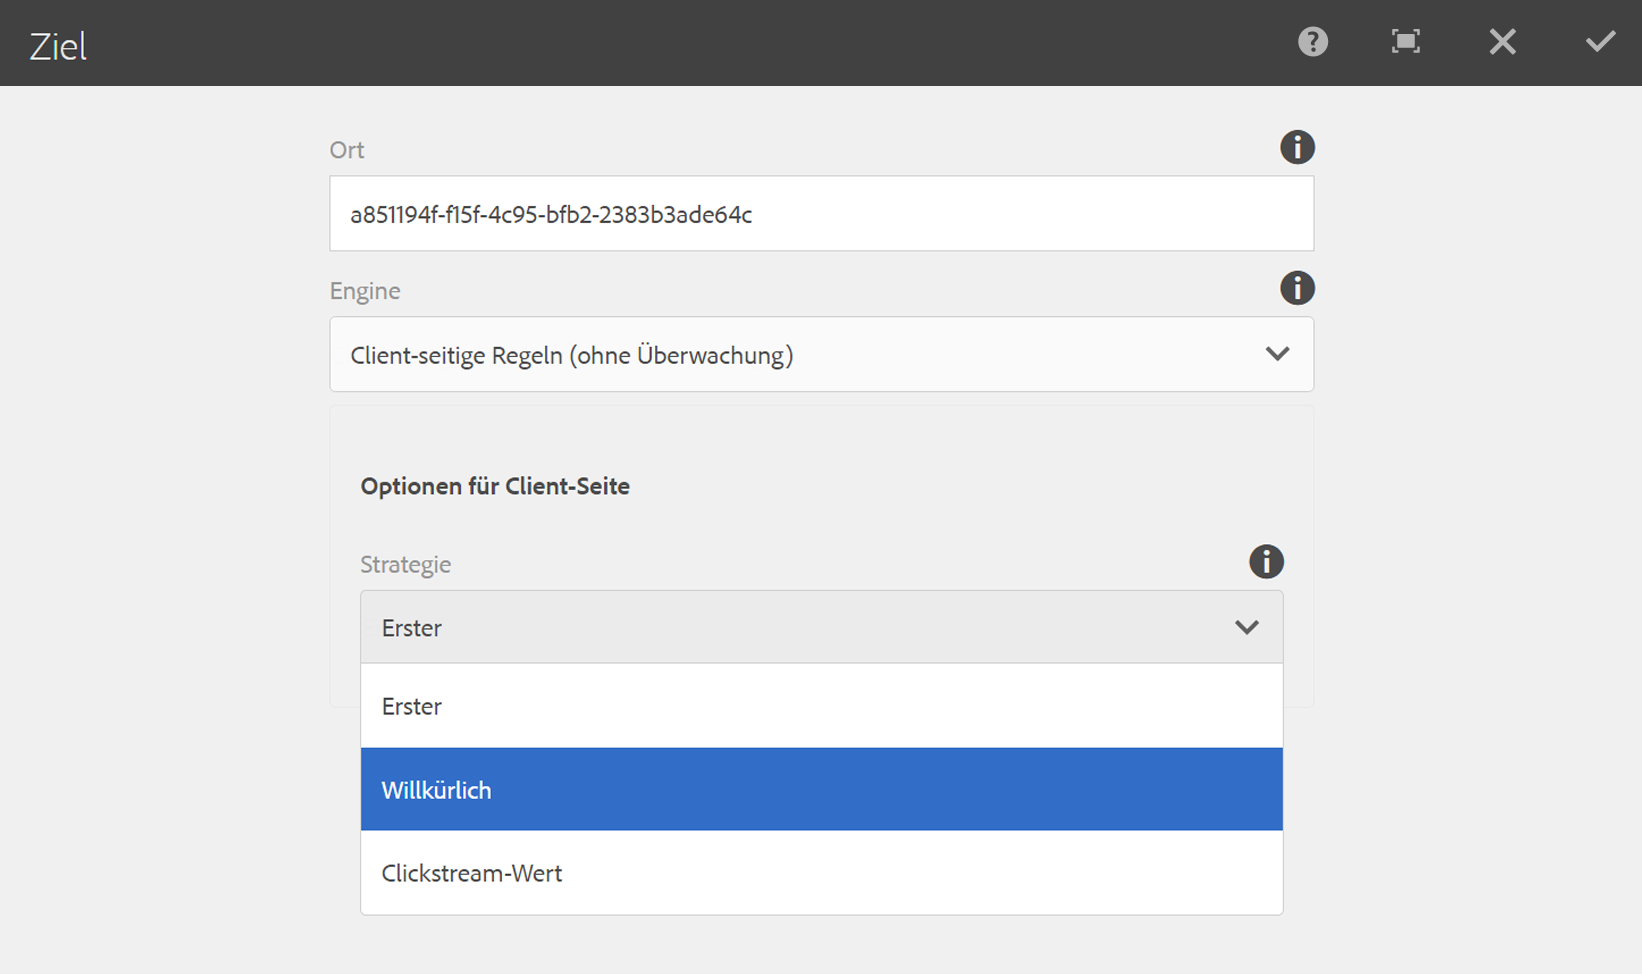 Ziel
Ort
a851194f-f15f-4c95-bfb2-2383b3ade64c
Engine
Client-seitige Regeln (ohne Überwachung)
Optionen für Client-Seite
Strategie
Erster
Erster
Willkürlich
Clickstream-Wert